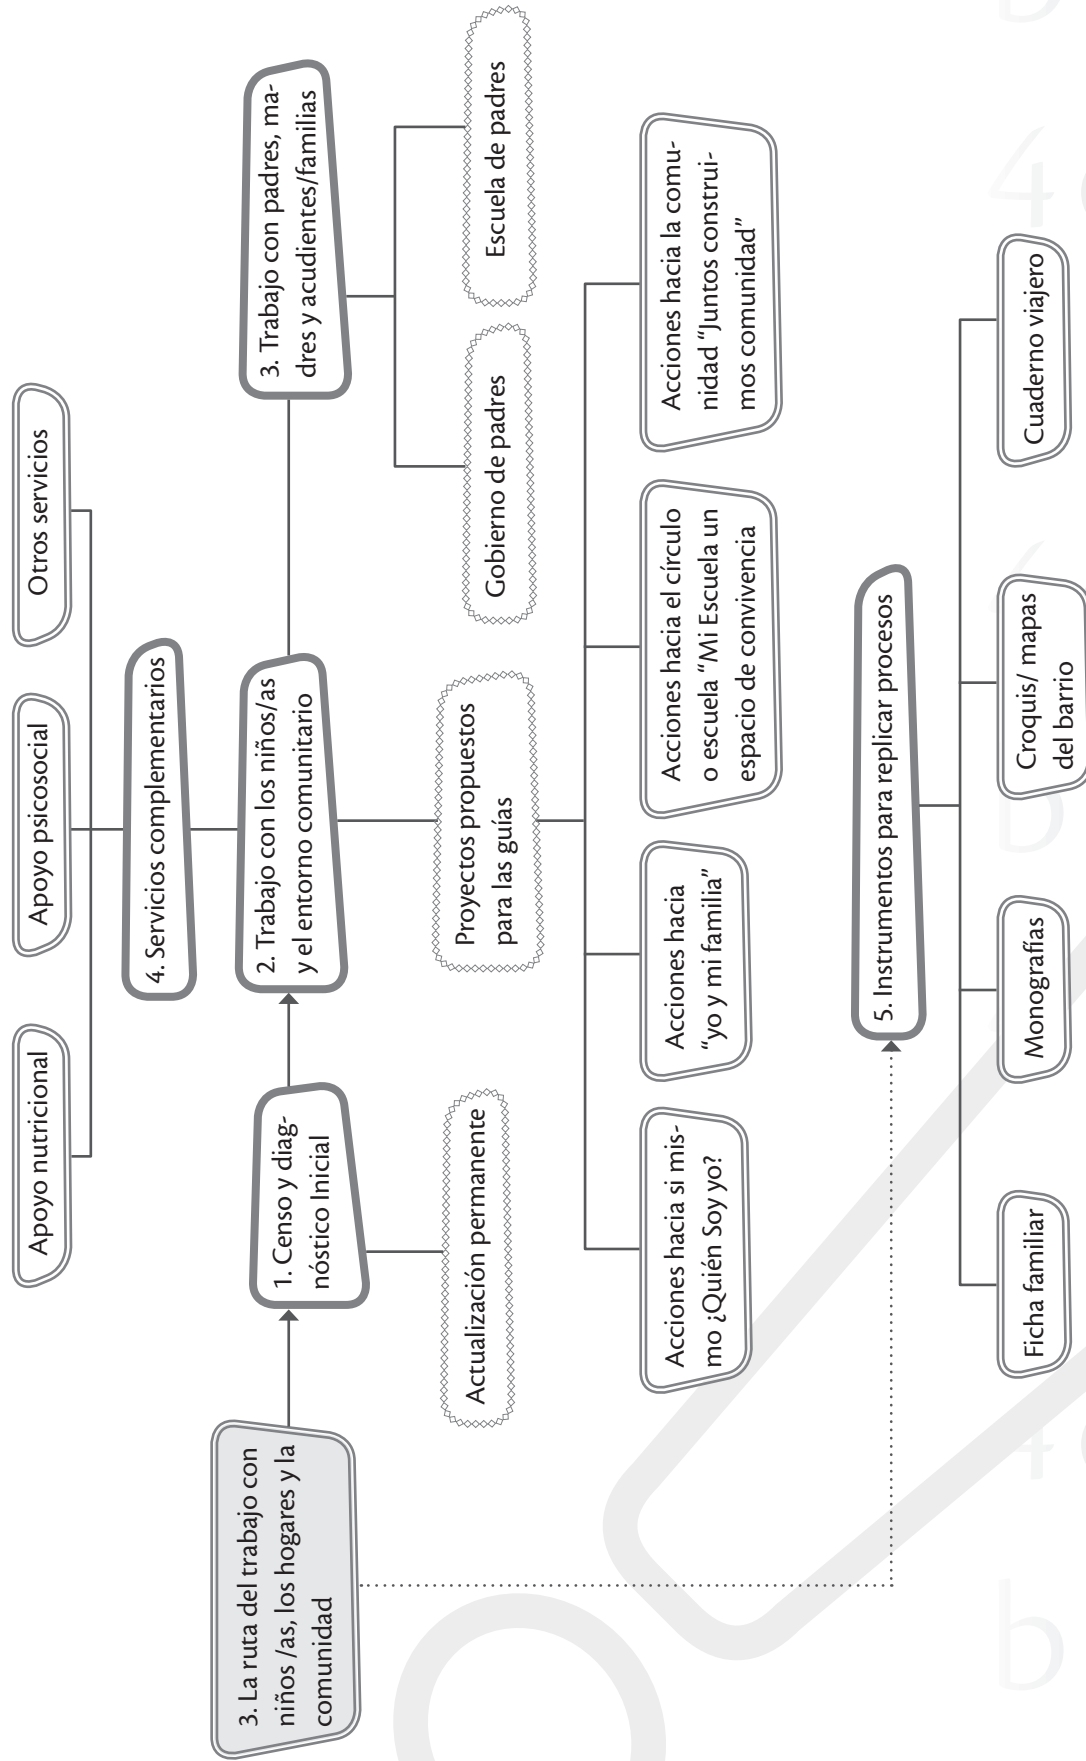 Apoyo nutricional
Apoyo psicosocial
Otros servicios
4. Servicios complementarios
3. La ruta del trabajo con
niños /as, los hogares y la
comunidad
1. Censo y diag-
nóstico Inicial
2. Trabajo con los niños/as
y el entorno comunitario
3. Trabajo con padres, ma-
dres y acudientes/familias
Actualización permanente
Proyectos propuestos
para las guías
Gobierno de padres
Escuela de padres
Acciones hacia si mis-
mo ¿Quién Soy yo?
Acciones hacia
“yo y mi familia”
Acciones hacia el círculo
o escuela “Mi Escuela un
espacio de convivencia
Acciones hacia la comu-
nidad “Juntos construi-
mos comunidad”
5. Instrumentos para replicar procesos
Ficha familiar
Monografías
Croquis/ mapas
del barrio
Cuaderno viajero